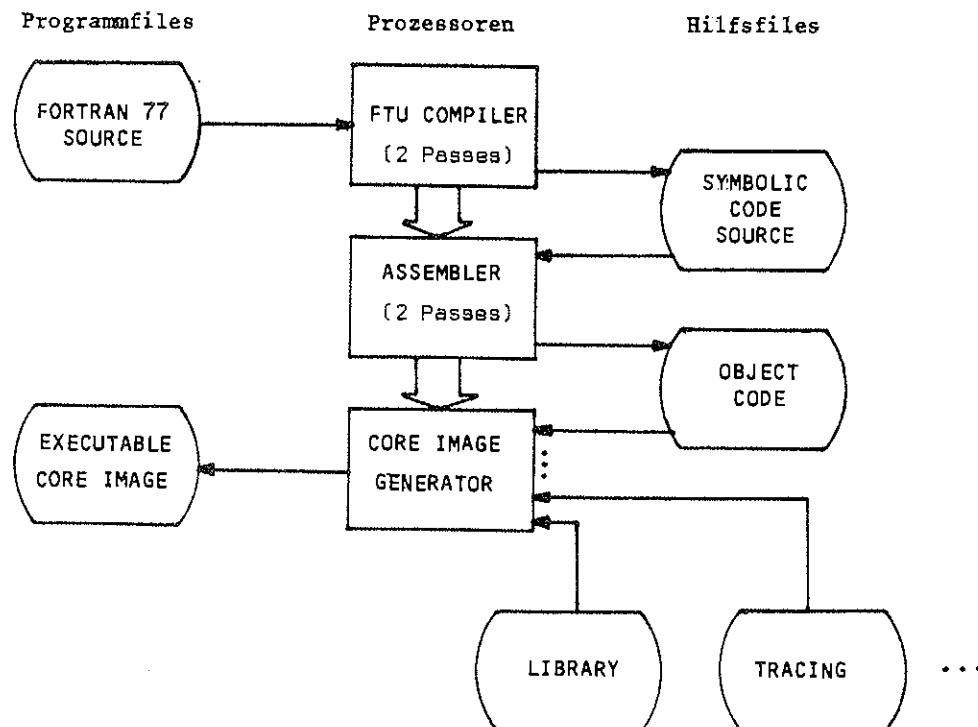 Programmfiles Prozessoren Hilfsfiles
FORTRAN 77
SOURCE
FTU COMPILER
(2 Passes)
SYMBOLIC
CODE
SOURCE
ASSEMBLER
(2 Passes)
OBJECT
CODE
EXECUTABLE
CORE IMAGE
CORE IMAGE
GENERATOR
LIBRARY
TRACING
...